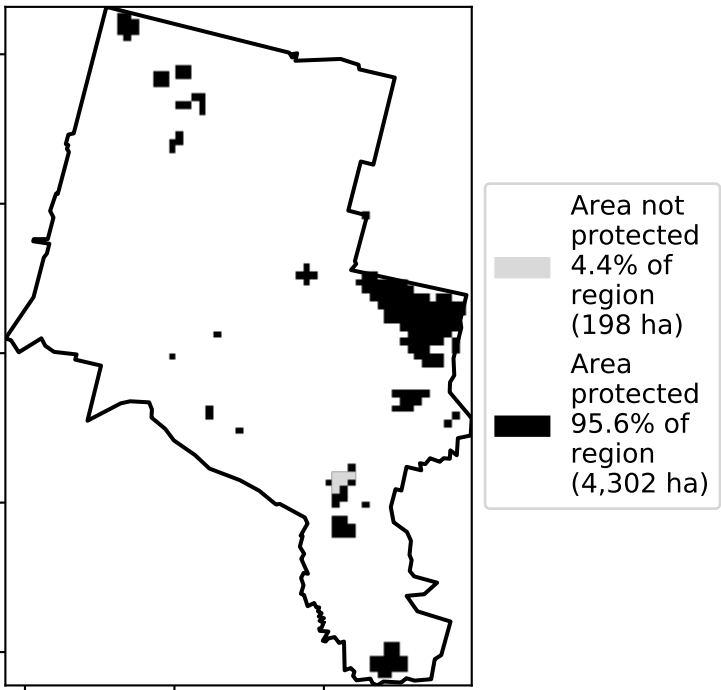 Area not
protected
4.4% of
region
(198 ha)
Area
protected
95.6% of
region
(4,302 ha)